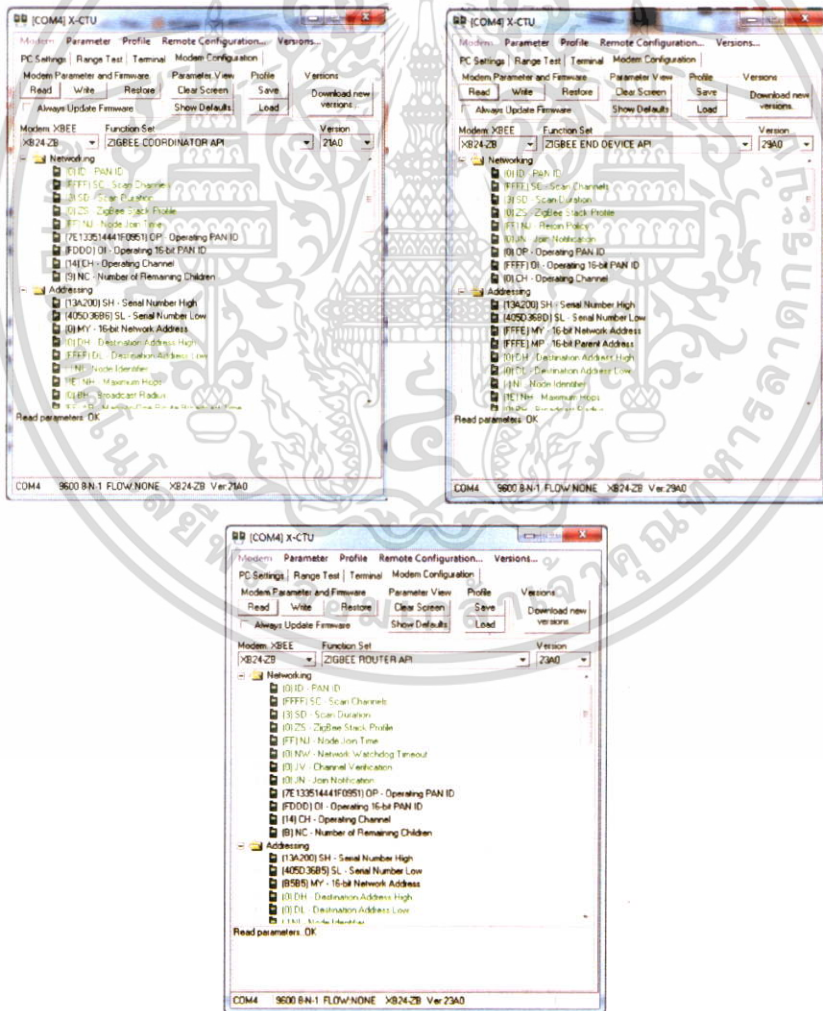 [COM4] X-CTU
Modem Parameter Profile Remote Configuration... Versions...
PC Settings Range Test Terminal Modem Configuration
Modem Parameter and Firmware Parameter View Profile Versions
Read Write Restore Clear Screen Save Download new versions...
Always Update Firmware Show Defaults Load
Modem: XBEE Function Set Version
XB24-ZB ZIGBEE COORDINATOR API 21A0
Networking
(0) ID - PAN ID
(FFFF) SC - Scan Channels
(3) SD - Scan Duration
(0) ZS - ZigBee Stack Profile
(FF) NJ - Node Join Time
(7E133514441F0951) OP - Operating PAN ID
(FDDD) OI - Operating 16-bit PAN ID
(14) CH - Operating Channel
(9) NC - Number of Remaining Children
Addressing
(13A200) SH - Serial Number High
(405D36B6) SL - Serial Number Low
(0) MY - 16-bit Network Address
(0) DH - Destination Address High
(FFFF) DL - Destination Address Low
( ) NI - Node Identifier
(1E) NH - Maximum Hops
(0) BH - Broadcast Radius
Read parameters..OK
COM4 9600 8-N-1 FLOW:NONE XB24-ZB Ver:21A0
[COM4] X-CTU
Modem Parameter Profile Remote Configuration... Versions...
PC Settings Range Test Terminal Modem Configuration
Modem Parameter and Firmware Parameter View Profile Versions
Read Write Restore Clear Screen Save Download new versions...
Always Update Firmware Show Defaults Load
Modem: XBEE Function Set Version
XB24-ZB ZIGBEE END DEVICE API 29A0
Networking
(0) ID - PAN ID
(FFFF) SC - Scan Channels
(3) SD - Scan Duration
(0) ZS - ZigBee Stack Profile
(FF) NJ - Rejoin Policy
(0) JN - Join Notification
(0) OP - Operating PAN ID
(FFFF) OI - Operating 16-bit PAN ID
(0) CH - Operating Channel
Addressing
(13A200) SH - Serial Number High
(405D36BD) SL - Serial Number Low
(FFFE) MY - 16-bit Network Address
(FFFE) MP - 16-bit Parent Address
(0) DH - Destination Address High
(0) DL - Destination Address Low
( ) NI - Node Identifier
(1E) NH - Maximum Hops
(0) BH - Broadcast Radius
Read parameters..OK
COM4 9600 8-N-1 FLOW:NONE XB24-ZB Ver:29A0
[COM4] X-CTU
Modem Parameter Profile Remote Configuration... Versions...
PC Settings Range Test Terminal Modem Configuration
Modem Parameter and Firmware Parameter View Profile Versions
Read Write Restore Clear Screen Save Download new versions...
Always Update Firmware Show Defaults Load
Modem: XBEE Function Set Version
XB24-ZB ZIGBEE ROUTER API 23A0
Networking
(0) ID - PAN ID
(FFFF) SC - Scan Channels
(3) SD - Scan Duration
(0) ZS - ZigBee Stack Profile
(FF) NJ - Node Join Time
(0) NW - Network Watchdog Timeout
(0) JV - Channel Verification
(0) JN - Join Notification
(7E133514441F0951) OP - Operating PAN ID
(FDDD) OI - Operating 16-bit PAN ID
(14) CH - Operating Channel
(B) NC - Number of Remaining Children
Addressing
(13A200) SH - Serial Number High
(405D36B5) SL - Serial Number Low
(B5B5) MY - 16-bit Network Address
(0) DH - Destination Address High
(0) DL - Destination Address Low
( ) NI - Node Identifier
Read parameters..OK
COM4 9600 8-N-1 FLOW:NONE XB24-ZB Ver:23A0